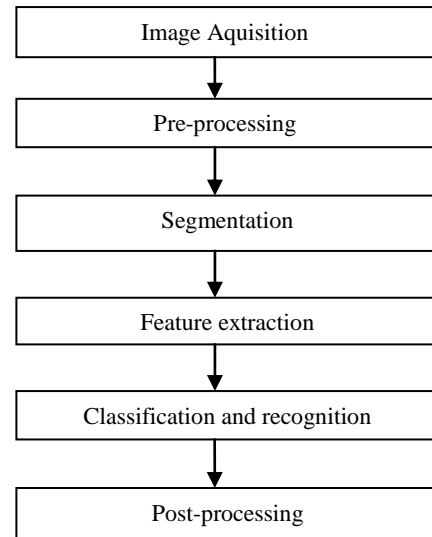 Image Aquisition
Pre-processing
Segmentation
Feature extraction
Classification and recognition
Post-processing